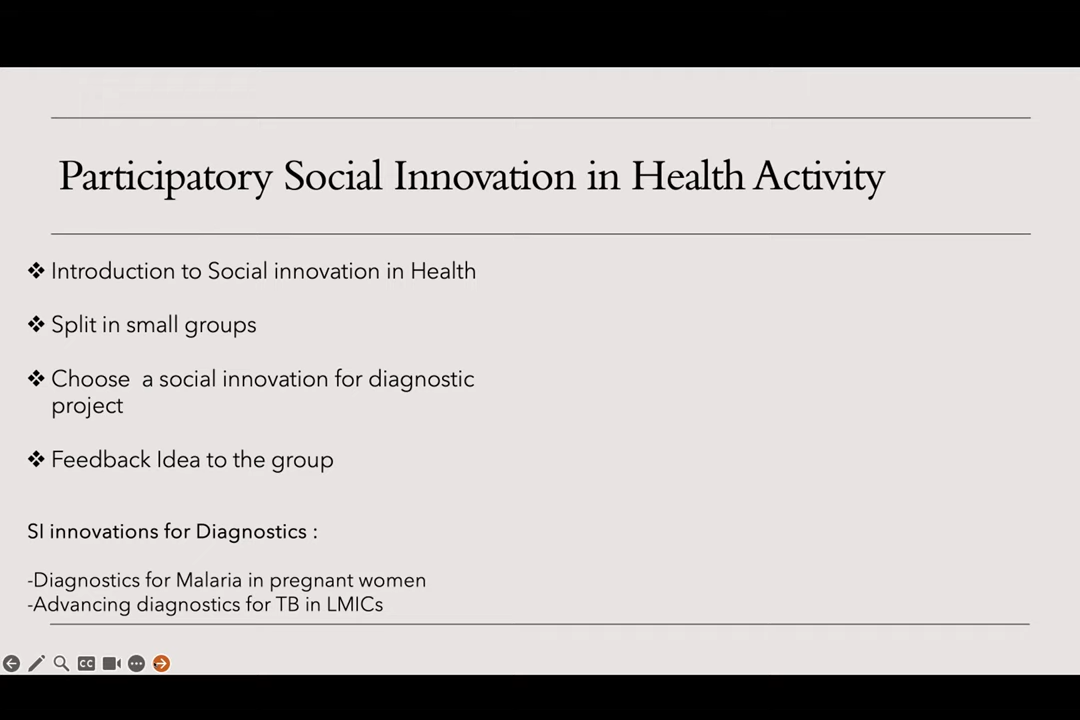 Participatory Social Innovation in Health Activity
❖ Introduction to Social innovation in Health
❖ Split in small groups
❖ Choose  a social innovation for diagnostic
project
❖ Feedback Idea to the group
SI innovations for Diagnostics :
-Diagnostics for Malaria in pregnant women
-Advancing diagnostics for TB in LMICs
CC